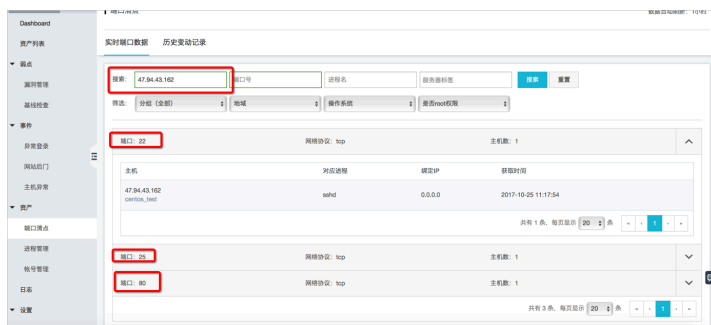 端口清点
数据自动刷新: 1小时
Dashboard
资产列表
弱点
漏洞管理
基线检查
事件
异常登录
网站后门
主机异常
资产
端口清点
进程管理
帐号管理
日志
设置
实时端口数据 历史变动记录
搜索: 47.94.43.162 端口号 进程名 服务器标签 搜索 重置
筛选: 分组（全部） 地域 操作系统 是否root权限
端口: 22 网络协议: tcp 主机数: 1
主机 对应进程 绑定IP 获取时间
47.94.43.162 sshd 0.0.0.0 2017-10-25 11:17:54
centos_test
共有 1 条, 每页显示 20 条 « ‹ 1 › »
端口: 25 网络协议: tcp 主机数: 1
端口: 80 网络协议: tcp 主机数: 1
共有 3 条, 每页显示 20 条 « ‹ 1 › »